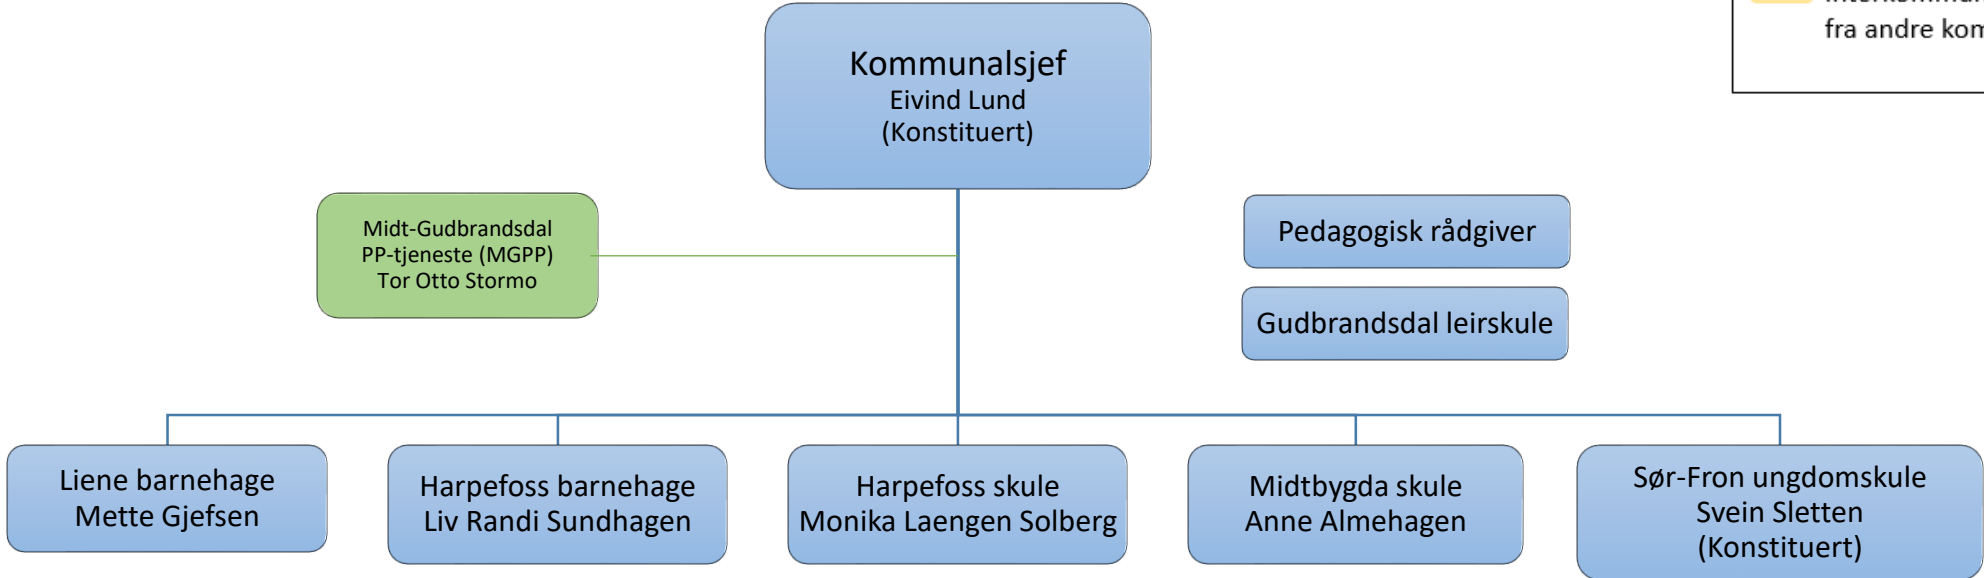 fra andre kom
Kommunalsjef
Eivind Lund
(Konstituert)
Midt-Gudbrandsdal
PP-tjeneste (MGPP)
Tor Otto Stormo
Pedagogisk rådgiver
Gudbrandsdal leirskule
Liene barnehage
Mette Gjefsen
Harpefoss barnehage
Liv Randi Sundhagen
Harpefoss skule
Monika Laengen Solberg
Midtbygda skule
Anne Almehagen
Sør-Fron ungdomskule
Svein Sletten
(Konstituert)